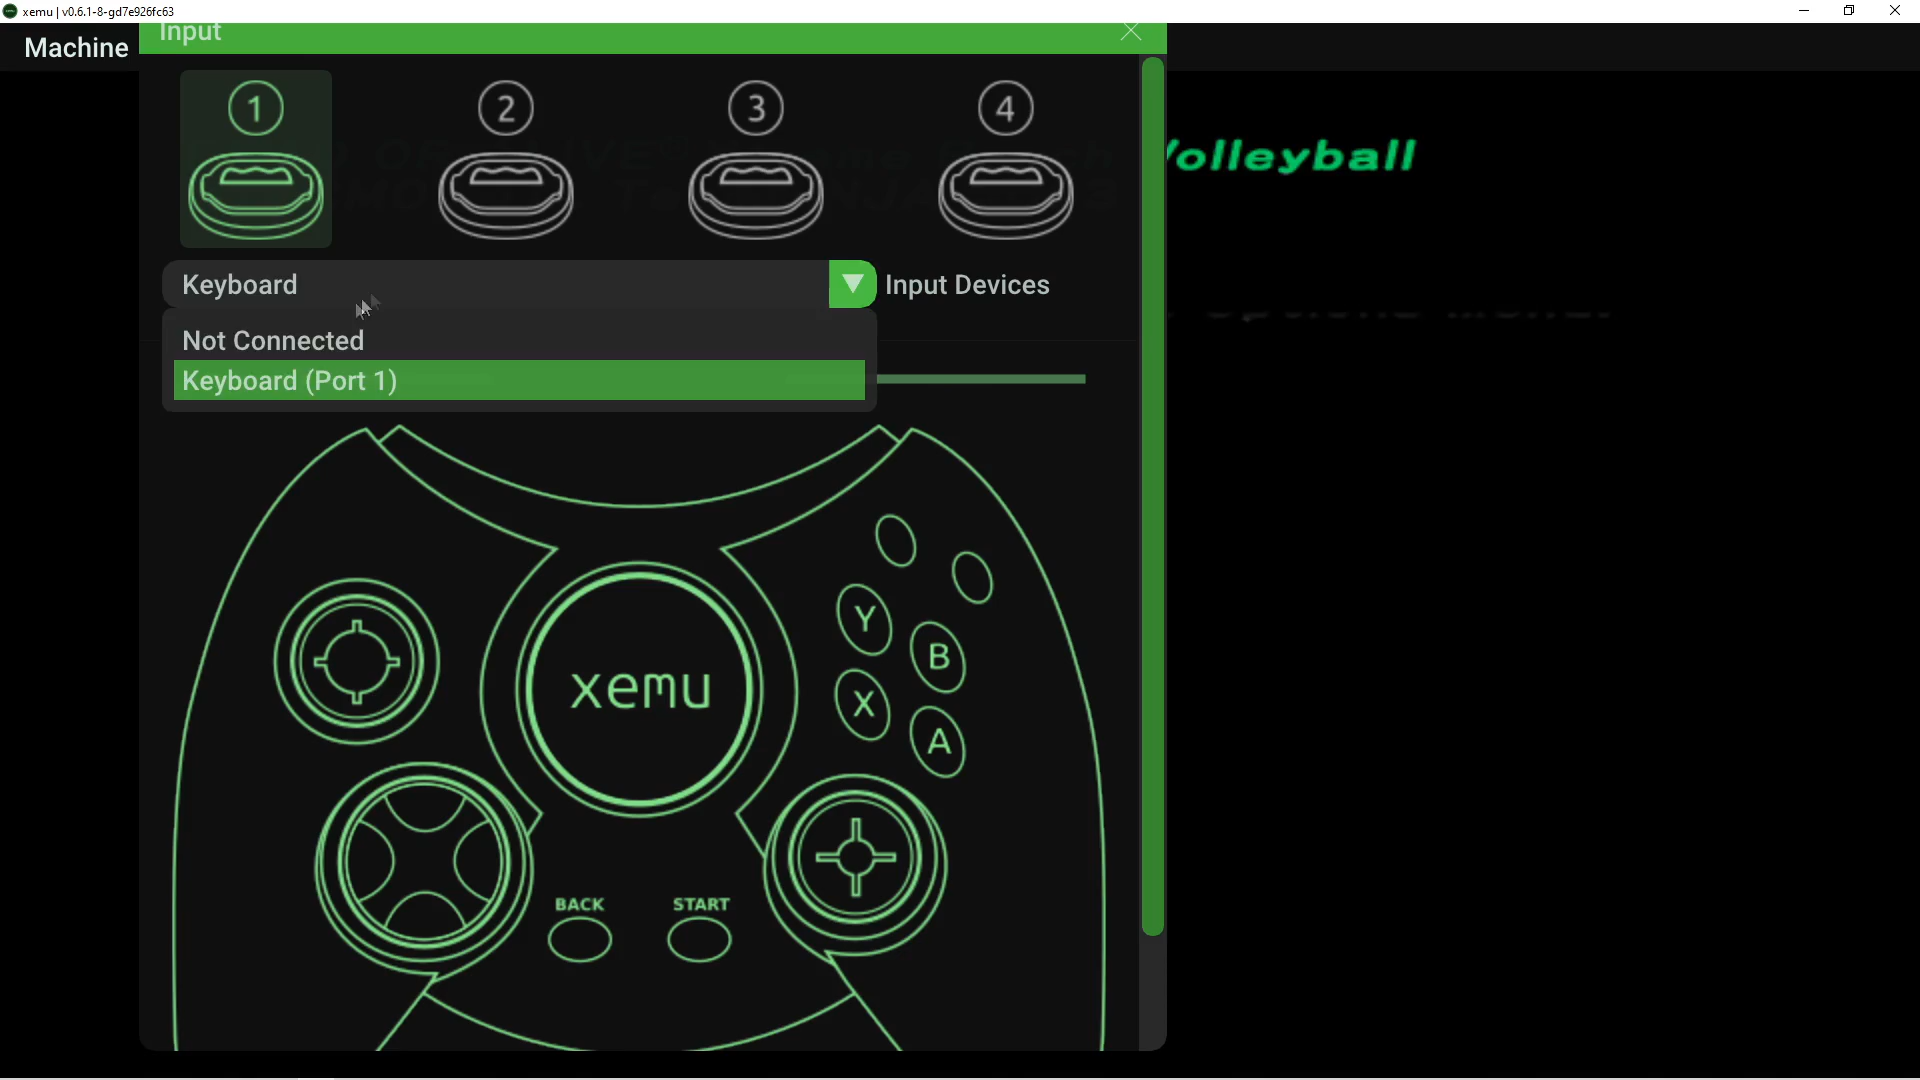 xemu | v0.6.1-8-gd7e926fc63
Machine
Input
1
2
3
4
Volleyball
Keyboard
Input Devices
Not Connected
Keyboard (Port 1)
Y
B
xemu
X
A
BACK
START